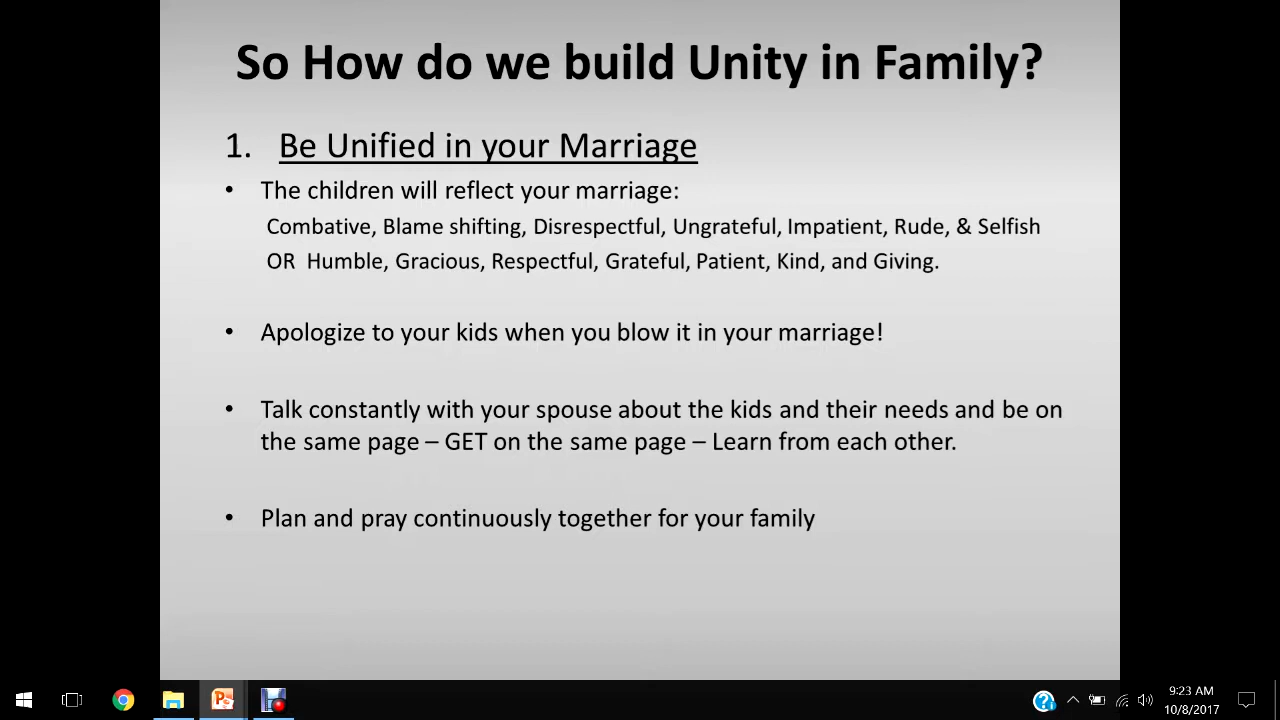 So How do we build Unity in Family?
1. Be Unified in your Marriage
• The children will reflect your marriage:
Combative, Blame shifting, Disrespectful, Ungrateful, Impatient, Rude, & Selfish
OR Humble, Gracious, Respectful, Grateful, Patient, Kind, and Giving.
• Apologize to your kids when you blow it in your marriage!
• Talk constantly with your spouse about the kids and their needs and be on
the same page – GET on the same page – Learn from each other.
• Plan and pray continuously together for your family
9:23 AM
10/8/2017